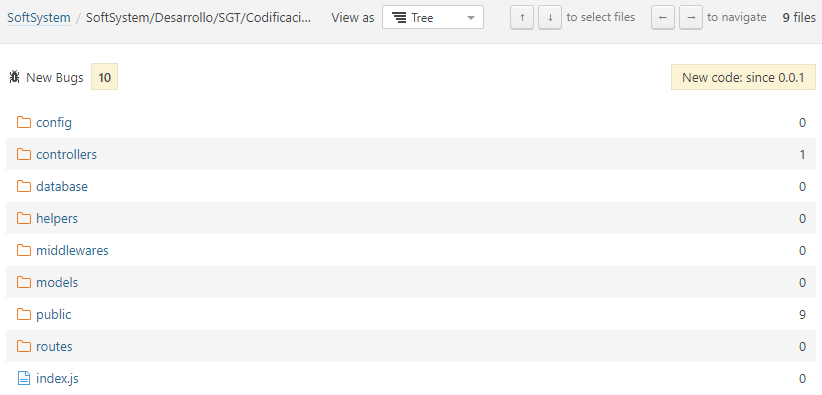 SoftSystem / SoftSystem/Desarrollo/SGT/Codificaci... View as Tree ↑ ↓ to select files ← → to navigate 9 files
New Bugs 10 New code: since 0.0.1
config 0
controllers 1
database 0
helpers 0
middlewares 0
models 0
public 9
routes 0
index.js 0